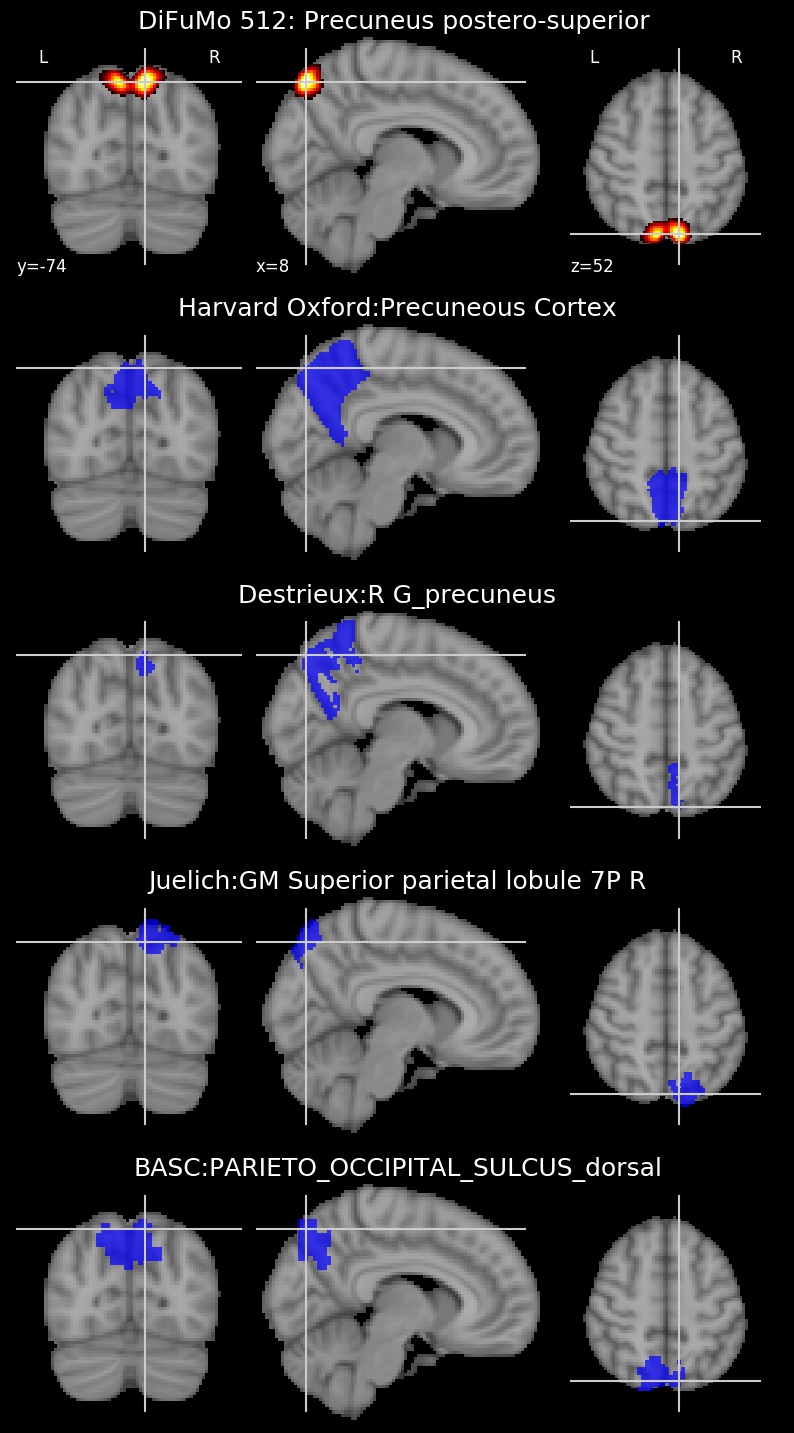 DiFuMo 512: Precuneus postero-superior
L R L R
y=-74 x=8 z=52
Harvard Oxford:Precuneous Cortex
Destrieux:R G_precuneus
Juelich:GM Superior parietal lobule 7P R
BASC:PARIETO_OCCIPITAL_SULCUS_dorsal